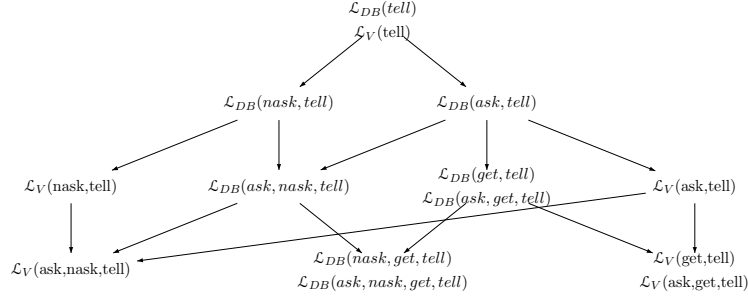 ℒ_DB(tell)
ℒ_V(tell)
ℒ_DB(nask, tell)
ℒ_DB(ask, tell)
ℒ_V(nask,tell)
ℒ_DB(ask, nask, tell)
ℒ_DB(get, tell)
ℒ_DB(ask, get, tell)
ℒ_V(ask,tell)
ℒ_V(ask,nask,tell)
ℒ_DB(nask, get, tell)
ℒ_DB(ask, nask, get, tell)
ℒ_V(get,tell)
ℒ_V(ask,get,tell)